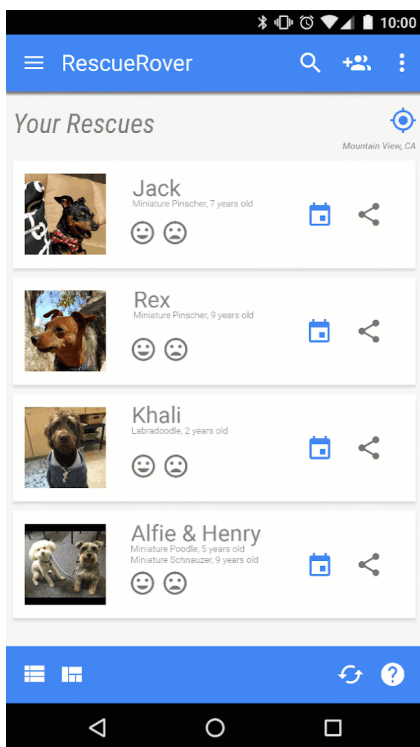 10:00
RescueRover
Your Rescues
Mountain View, CA
Jack
Miniature Pinscher, 7 years old
Rex
Miniature Pinscher, 9 years old
Khali
Labradoodle, 2 years old
Alfie & Henry
Miniature Poodle, 5 years old
Miniature Schnauzer, 9 years old